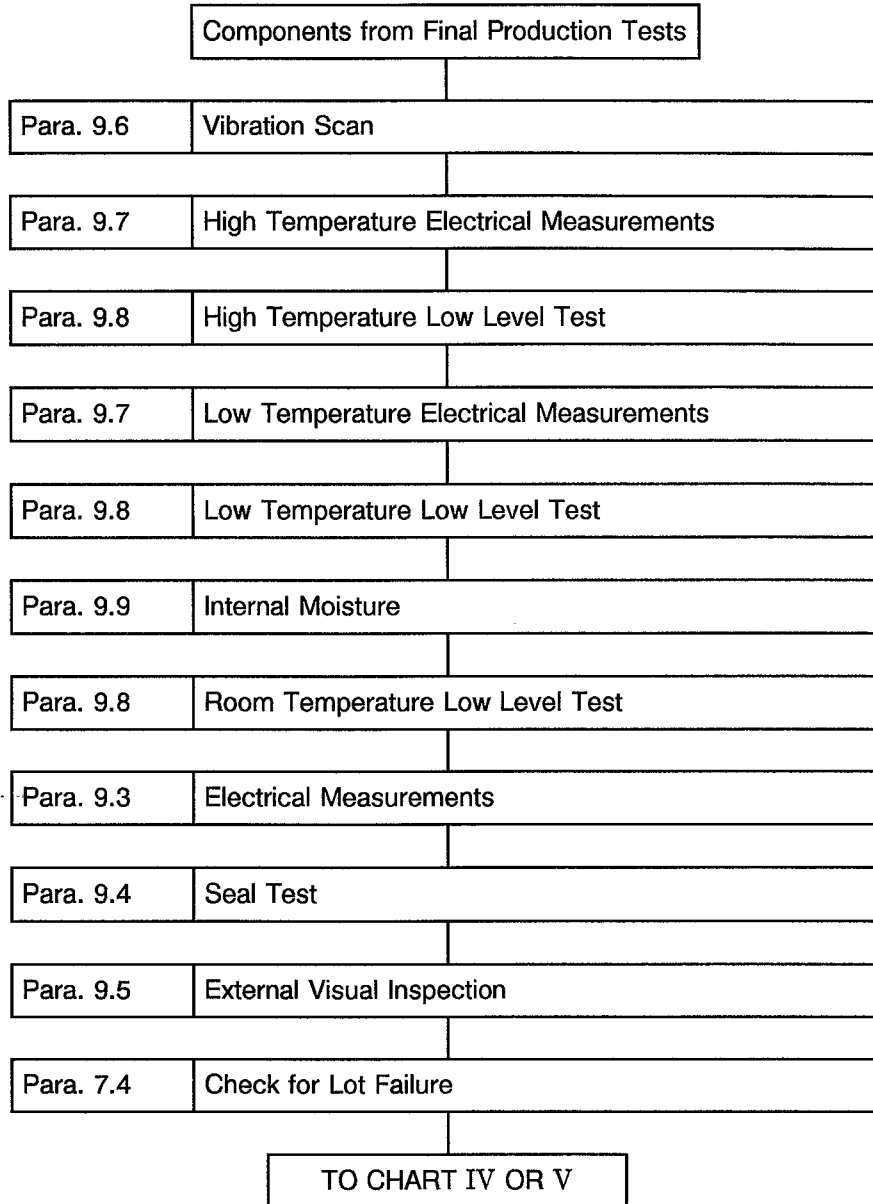 Components from Final Production Tests
Para. 9.6 Vibration Scan
Para. 9.7 High Temperature Electrical Measurements
Para. 9.8 High Temperature Low Level Test
Para. 9.7 Low Temperature Electrical Measurements
Para. 9.8 Low Temperature Low Level Test
Para. 9.9 Internal Moisture
Para. 9.8 Room Temperature Low Level Test
Para. 9.3 Electrical Measurements
Para. 9.4 Seal Test
Para. 9.5 External Visual Inspection
Para. 7.4 Check for Lot Failure
TO CHART IV OR V